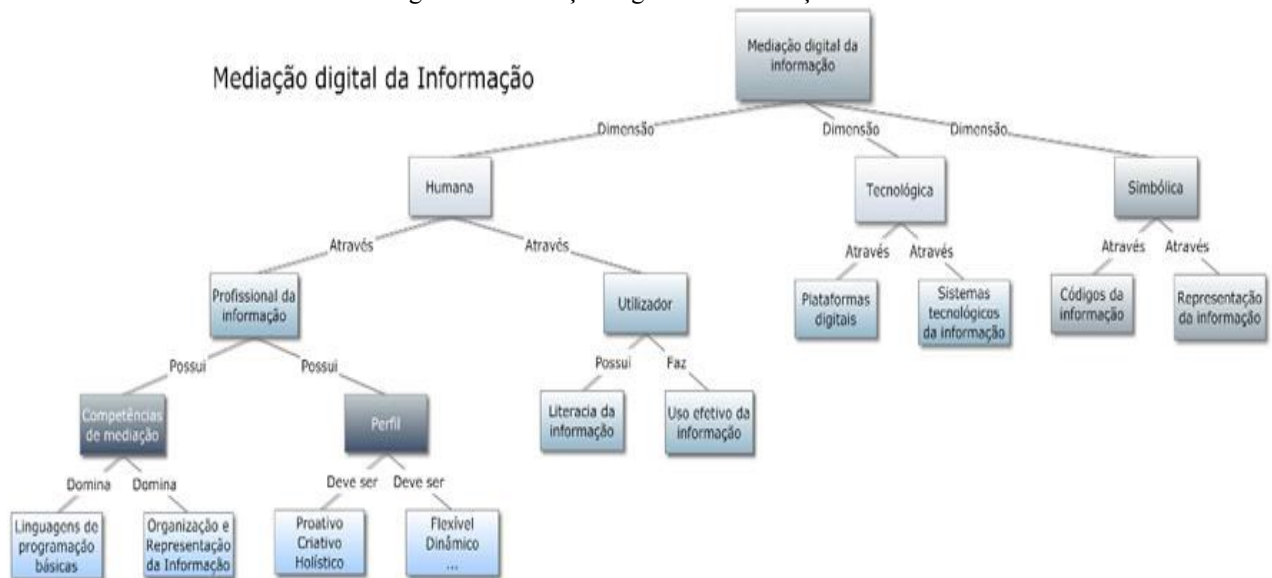 Mediação digital da Informação
Mediação digital da
informação
Dimensão
Dimensão
Dimensão
Humana
Tecnológica
Simbólica
Através
Através
Através
Através
Através
Através
Profissional da
informação
Utilizador
Plataformas
digitais
Sistemas
tecnológicos
da informação
Códigos da
informação
Representação
da informação
Possui
Possui
Possui
Faz
Competências
de mediação
Perfil
Literacia da
informação
Uso efetivo da
informação
Domina
Domina
Deve ser
Deve ser
Linguagens de
programação
básicas
Organização e
Representação
da Informação
Proativo
Criativo
Holístico
Flexível
Dinâmico
...